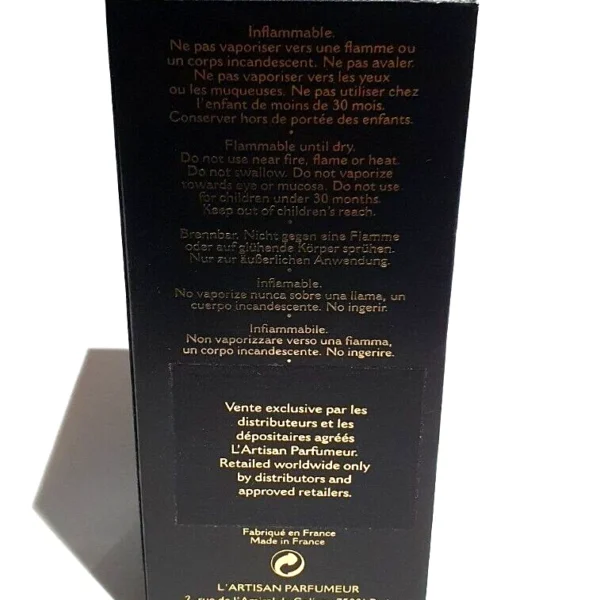 Inflammable.
Ne pas vaporiser vers une flamme ou
un corps incandescent. Ne pas avaler.
Ne pas vaporiser vers les yeux
ou les muqueuses. Ne pas utiliser chez
l'enfant de moins de 30 mois.
Conserver hors de portée des enfants.
Flammable until dry.
Do not use near fire, flame or heat.
Do not swallow. Do not vaporize
towards eye or mucosa. Do not use
for children under 30 months.
Keep out of children's reach.
Brennbar. Nicht gegen eine Flamme
oder auf glühende Körper sprühen.
Nur zur äußerlichen Anwendung.
Inflamable.
No vaporize nunca sobre una llama, un
cuerpo incandescente. No ingerir.
Infiammabile.
Non vaporizzare verso una fiamma,
un corpo incandescente. No ingerire.
Vente exclusive par les
distributeurs et les
dépositaires agréés
L'Artisan Parfumeur.
Retailed worldwide only
by distributors and
approved retailers.
Fabriqué en France
Made in France
L'ARTISAN PARFUMEUR
2, rue de l'Amiral de